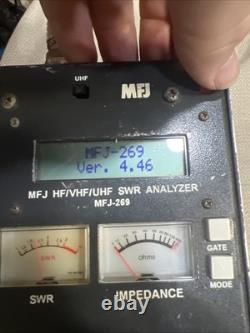 UHF
MFJ
MFJ-269
Ver. 4.46
MFJ HF/VHF/UHF SWR ANALYZER
MFJ-269
SWR
ohms
GATE
MODE
SWR
IMPEDANCE